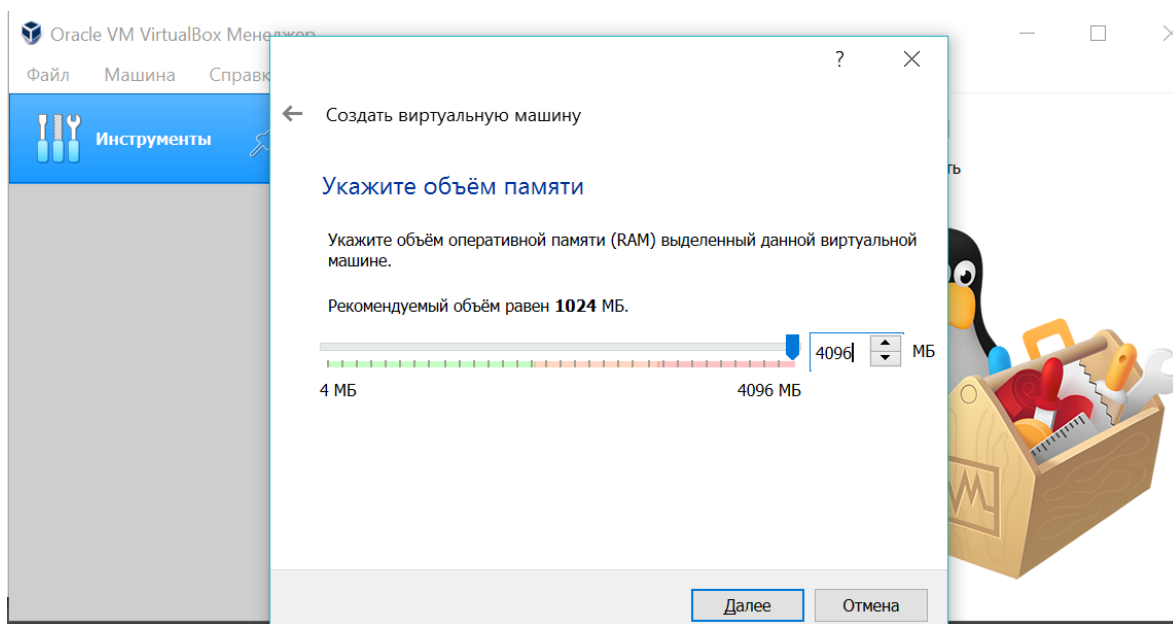 Oracle VM VirtualBox Менеджер
Файл Машина Справк
Инструменты
?
Создать виртуальную машину
Укажите объём памяти
Укажите объём оперативной памяти (RAM) выделенный данной виртуальной
машине.
Рекомендуемый объём равен 1024 МБ.
4096 МБ
4 МБ 4096 МБ
Далее Отмена
ть